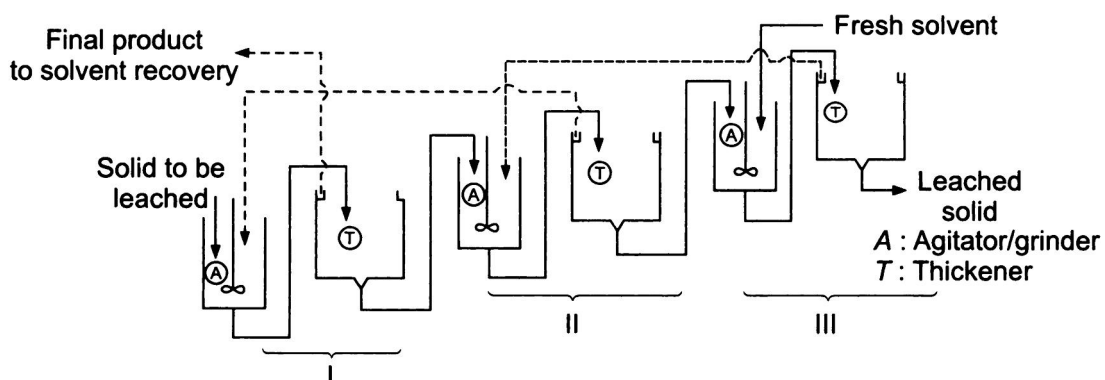 Final product
to solvent recovery
Fresh solvent
Solid to be
leached
A
T
A
T
A
T
Leached
solid
A : Agitator/grinder
T : Thickener
I
II
III